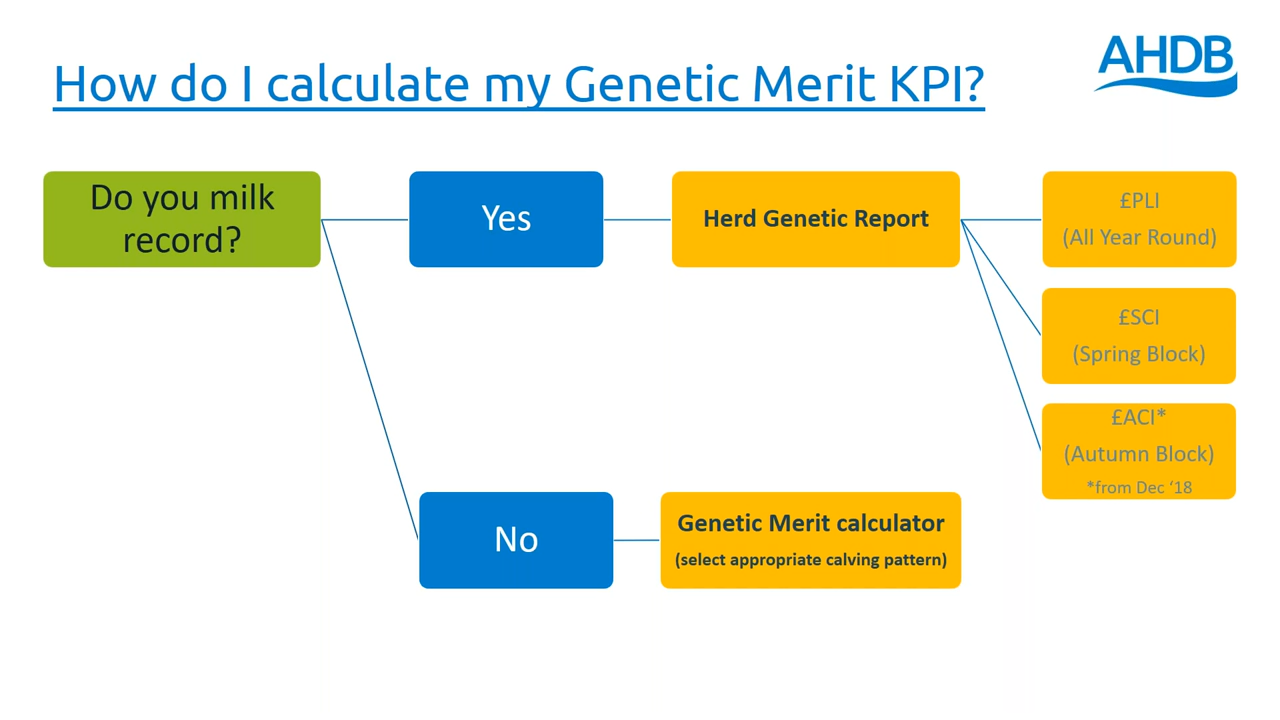 How do I calculate my Genetic Merit KPI?
AHDB
Do you milk
record?
Yes
Herd Genetic Report
£PLI
(All Year Round)
£SCI
(Spring Block)
£ACI*
(Autumn Block)
*from Dec ‘18
No
Genetic Merit calculator
(select appropriate calving pattern)